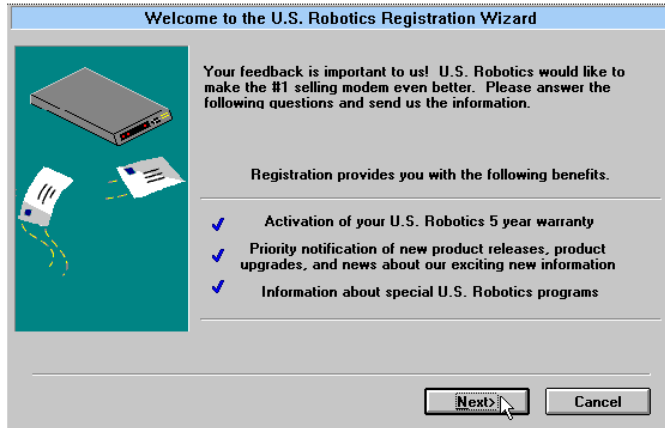 Welcome to the U.S. Robotics Registration Wizard
Your feedback is important to us!  U.S. Robotics would like to
make the #1 selling modem even better.  Please answer the
following questions and send us the information.
Registration provides you with the following benefits.
Activation of your U.S. Robotics 5 year warranty
Priority notification of new product releases, product
upgrades, and news about our exciting new information
Information about special U.S. Robotics programs
Next>
Cancel